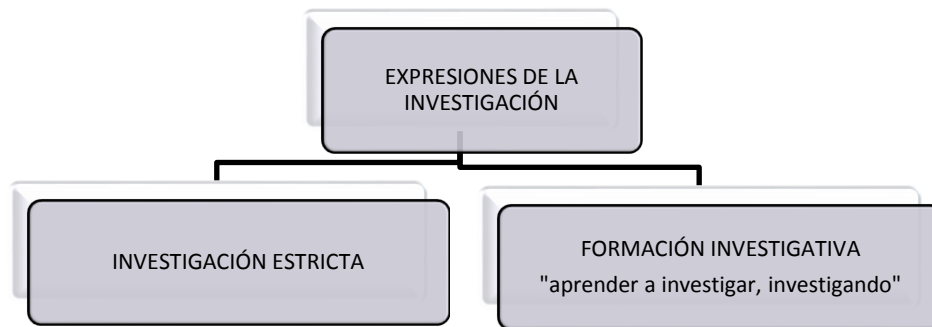 EXPRESIONES DE LA
INVESTIGACIÓN
INVESTIGACIÓN ESTRICTA
FORMACIÓN INVESTIGATIVA
"aprender a investigar, investigando"